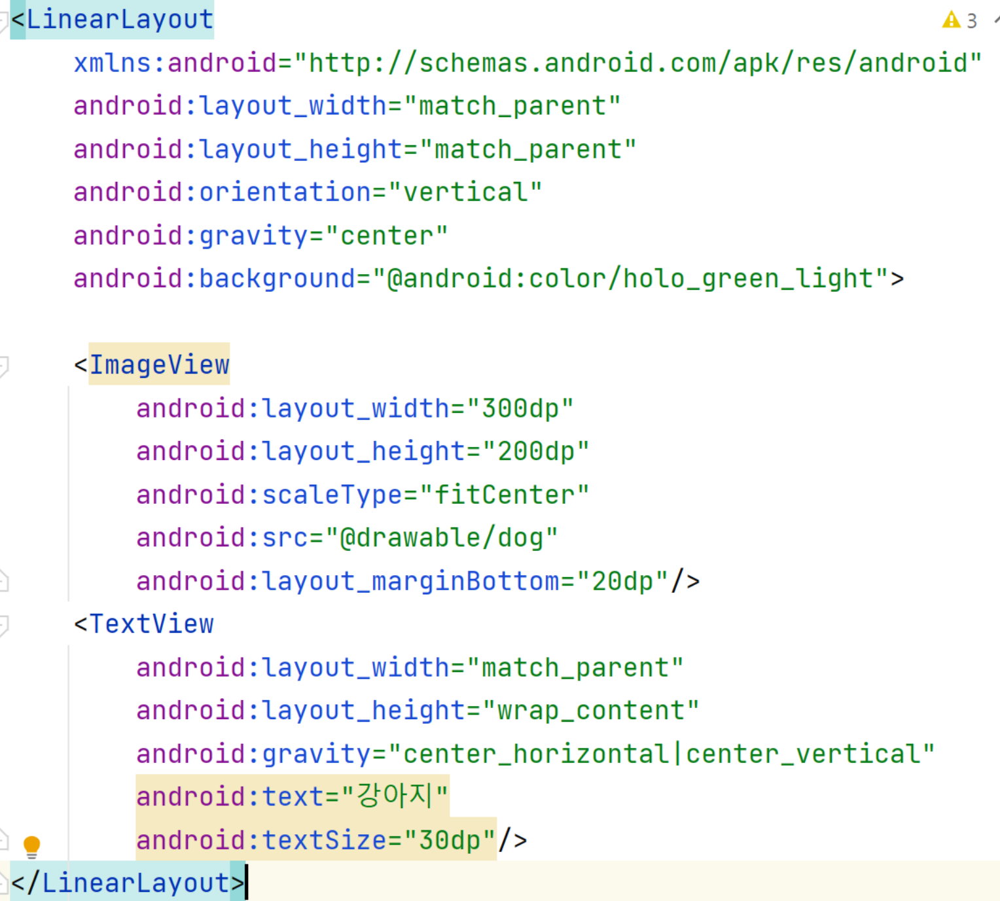 <LinearLayout
3
xmlns:android="http://schemas.android.com/apk/res/android"
android:layout_width="match_parent"
android:layout_height="match_parent"
android:orientation="vertical"
android:gravity="center"
android:background="@android:color/holo_green_light">
<ImageView
android:layout_width="300dp"
android:layout_height="200dp"
android:scaleType="fitCenter"
android:src="@drawable/dog"
android:layout_marginBottom="20dp"/>
<TextView
android:layout_width="match_parent"
android:layout_height="wrap_content"
android:gravity="center_horizontal|center_vertical"
android:text="강아지"
android:textSize="30dp"/>
</LinearLayout>